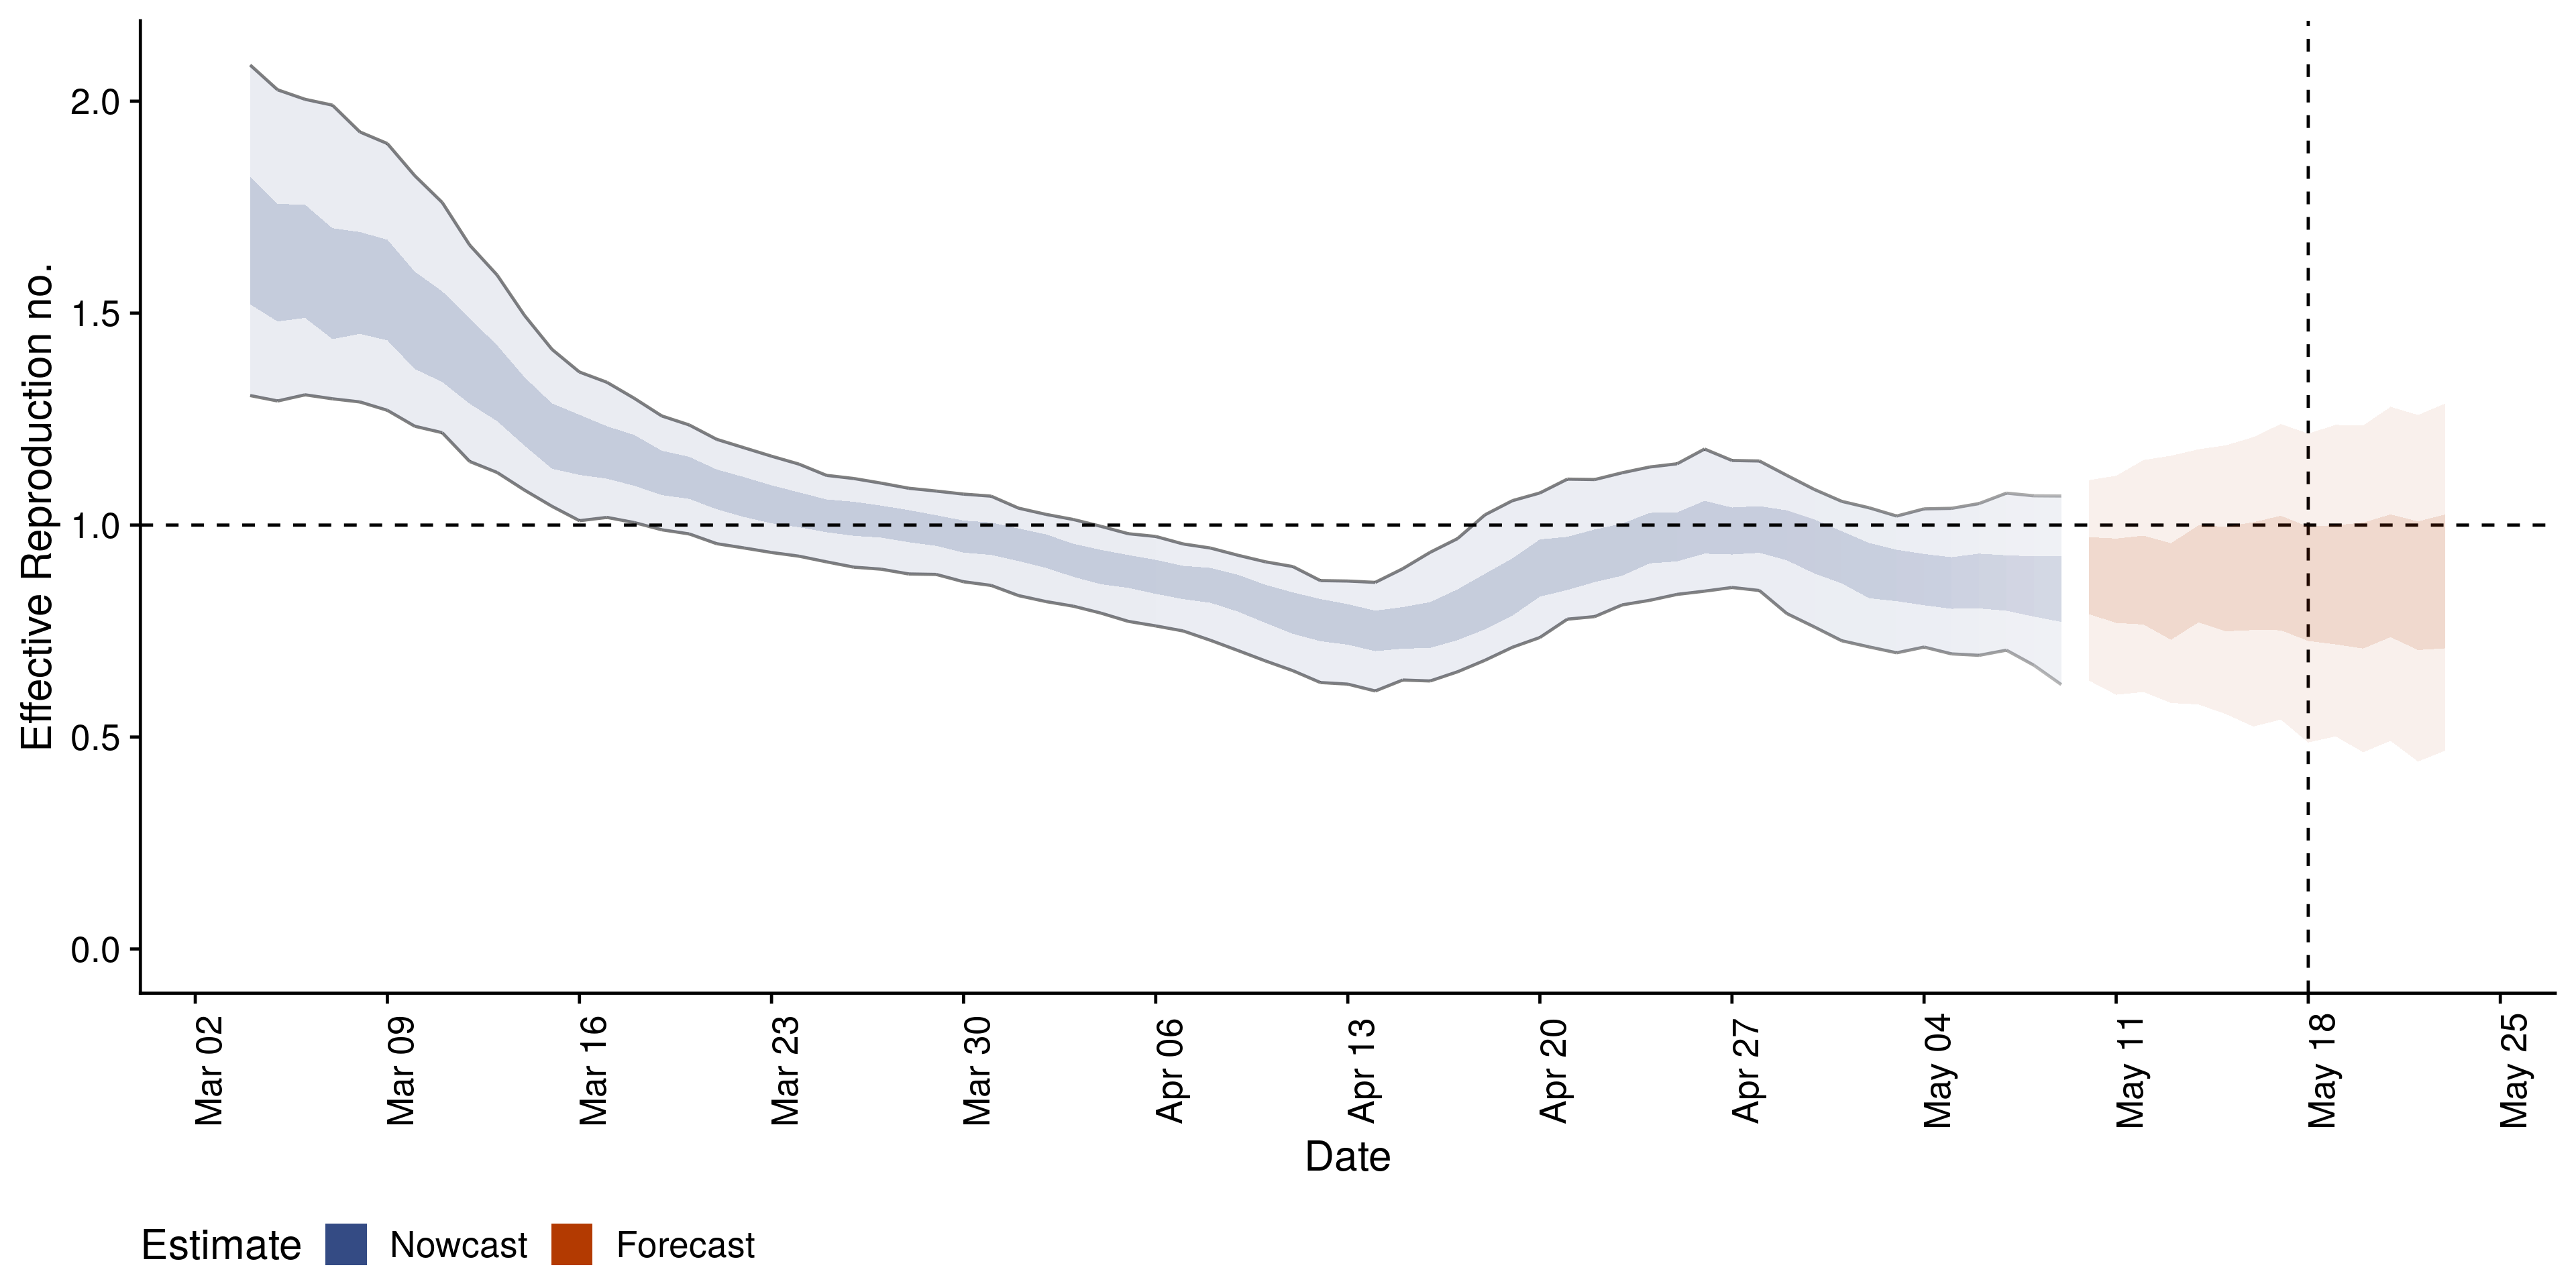 Effective Reproduction no.
2.0
1.5
1.0
0.5
0.0
Mar 02
Mar 09
Mar 16
Mar 23
Mar 30
Apr 06
Apr 13
Apr 20
Apr 27
May 04
May 11
May 18
May 25
Date
Estimate Nowcast Forecast